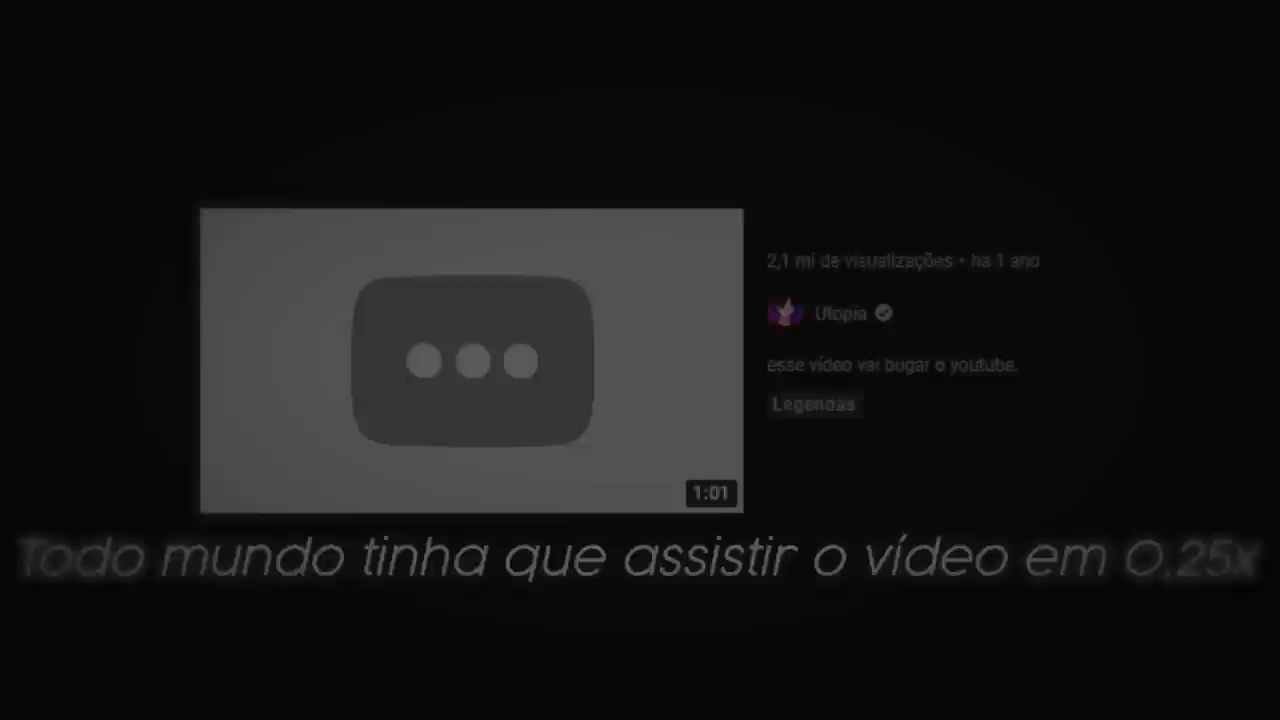 2,1 mi de visualizações • há 1 ano
Utopia
esse vídeo vai bugar o youtube.
Legendas
1:01
Todo mundo tinha que assistir o vídeo em 0,25x